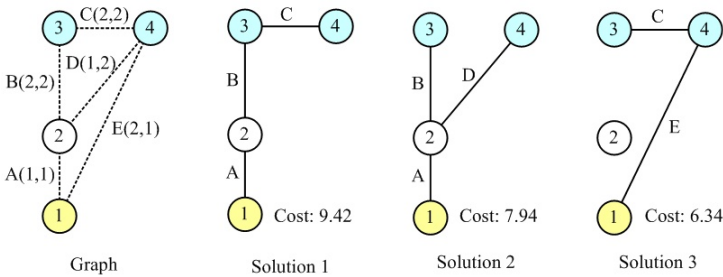 C(2,2)
3
4
D(1,2)
B(2,2)
2
E(2,1)
A(1,1)
1
Graph
3
C
4
B
2
A
1
Cost: 9.42
Solution 1
3
4
B
D
2
A
1
Cost: 7.94
Solution 2
3
C
4
2
E
1
Cost: 6.34
Solution 3